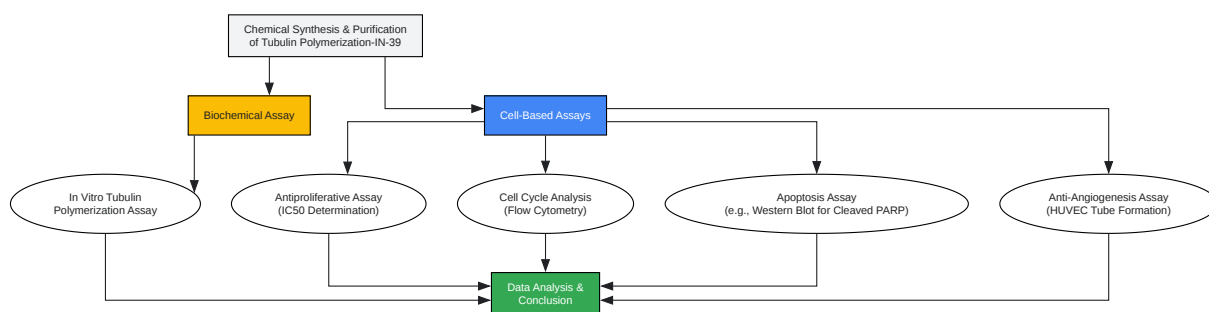 Chemical Synthesis & Purification
of Tubulin Polymerization-IN-39
Biochemical Assay
Cell-Based Assays
In Vitro Tubulin
Polymerization Assay
Antiproliferative Assay
(IC50 Determination)
Cell Cycle Analysis
(Flow Cytometry)
Apoptosis Assay
(e.g., Western Blot for Cleaved PARP)
Anti-Angiogenesis Assay
(HUVEC Tube Formation)
Data Analysis &
Conclusion